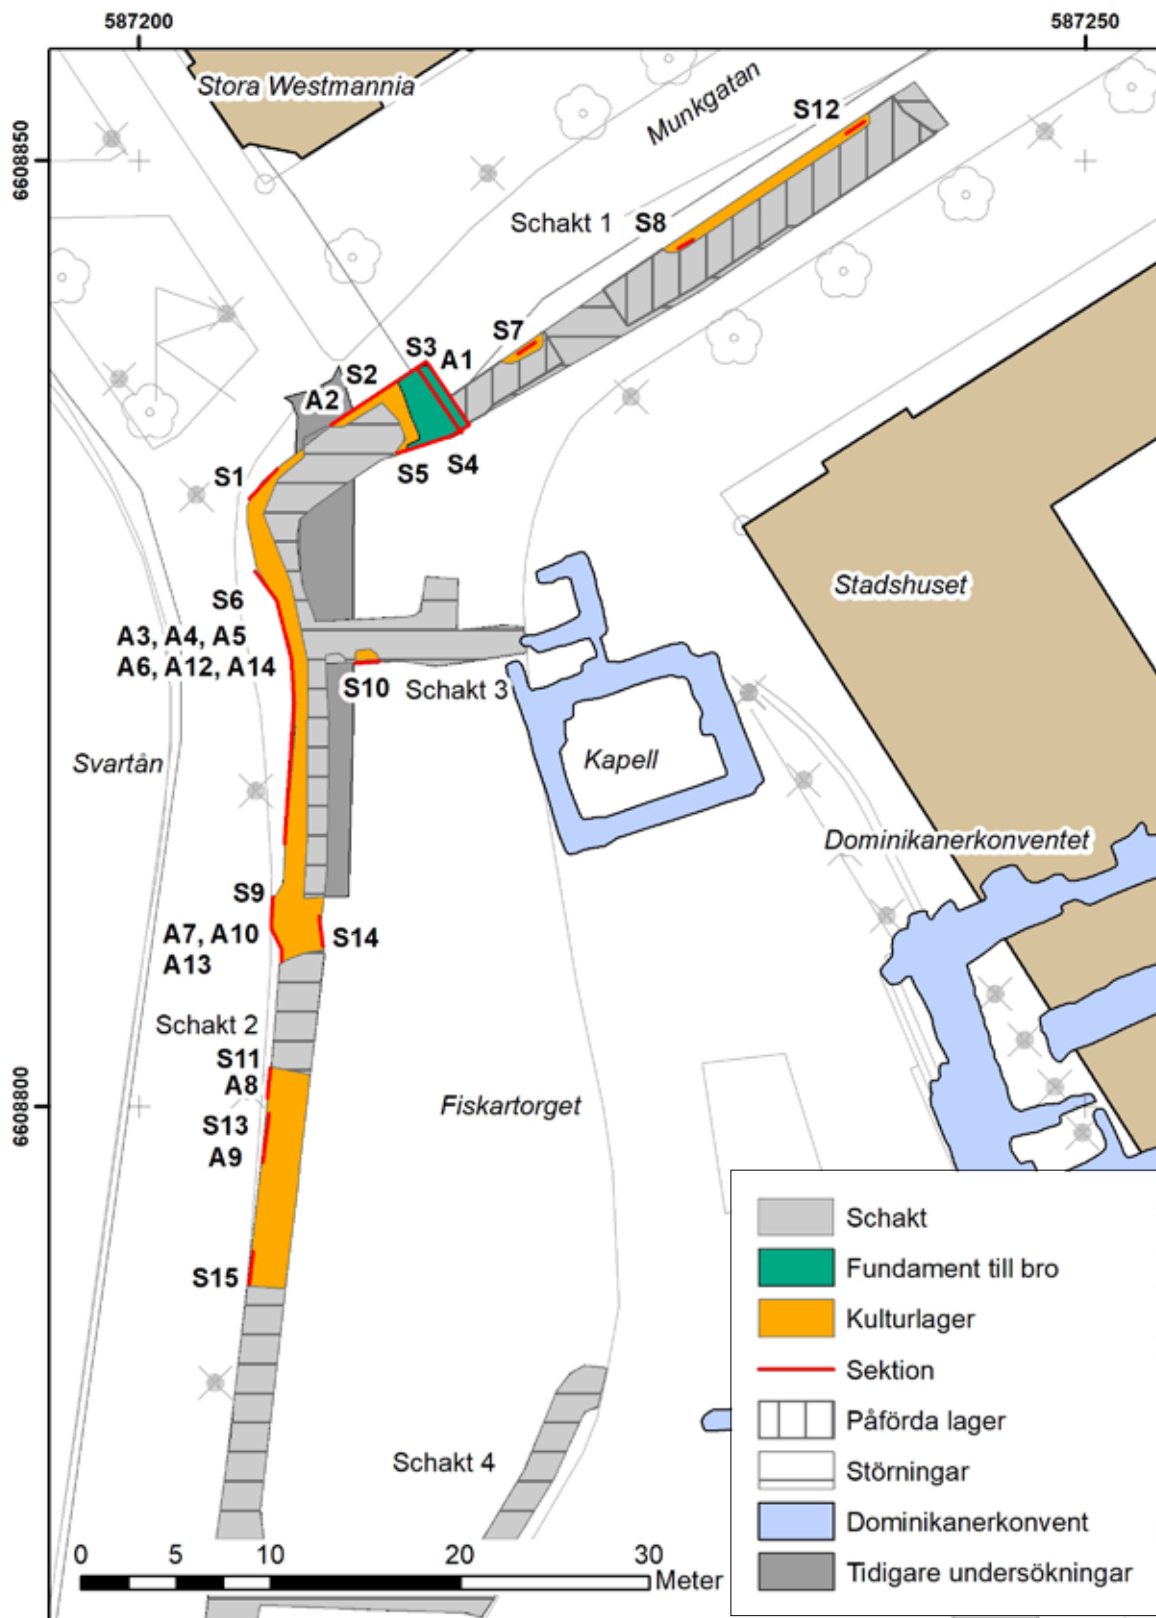 587200
587250
Stora Westmannia
Munkgatan
S12
6608850
Schakt 1
S8
S7
S3
A1
S2
A2
S1
S5
S4
Stadshuset
S6
A3, A4, A5
A6, A12, A14
S10
Schakt 3
Svartån
Kapell
Dominikanerkonventet
S9
A7, A10
A13
S14
Schakt 2
S11
A8
6608800
Fiskartorget
S13
A9
S15
Schakt 4
Schakt
Fundament till bro
Kulturlager
Sektion
Påförda lager
Störningar
Dominikanerkonvent
Tidigare undersökningar
0 5 10 20 30
Meter